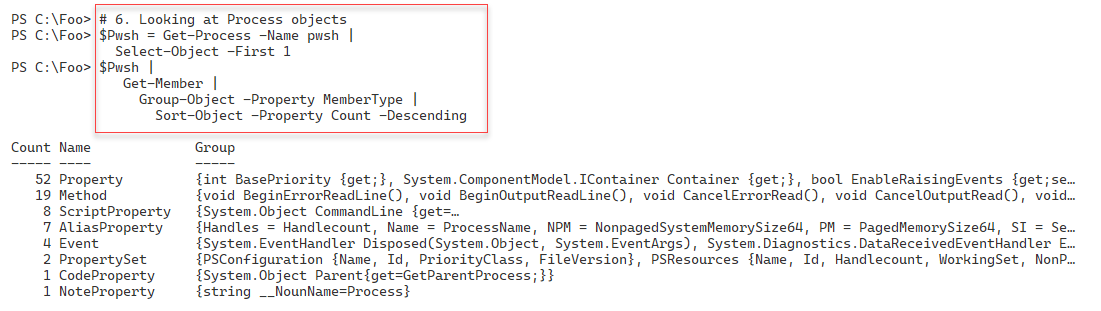 PS C:\Foo> # 6. Looking at Process objects
PS C:\Foo> $Pwsh = Get-Process -Name pwsh |
Select-Object -First 1
PS C:\Foo> $Pwsh |
Get-Member |
Group-Object -Property MemberType |
Sort-Object -Property Count -Descending
Count Name Group
----- ---- -----
52 Property {int BasePriority {get;}, System.ComponentModel.IContainer Container {get;}, bool EnableRaisingEvents {get;se…
19 Method {void BeginErrorReadLine(), void BeginOutputReadLine(), void CancelErrorRead(), void CancelOutputRead(), void…
8 ScriptProperty {System.Object CommandLine {get=…
7 AliasProperty {Handles = Handlecount, Name = ProcessName, NPM = NonpagedSystemMemorySize64, PM = PagedMemorySize64, SI = Se…
4 Event {System.EventHandler Disposed(System.Object, System.EventArgs), System.Diagnostics.DataReceivedEventHandler E…
2 PropertySet {PSConfiguration {Name, Id, PriorityClass, FileVersion}, PSResources {Name, Id, Handlecount, WorkingSet, NonP…
1 CodeProperty {System.Object Parent{get=GetParentProcess;}}
1 NoteProperty {string __NounName=Process}